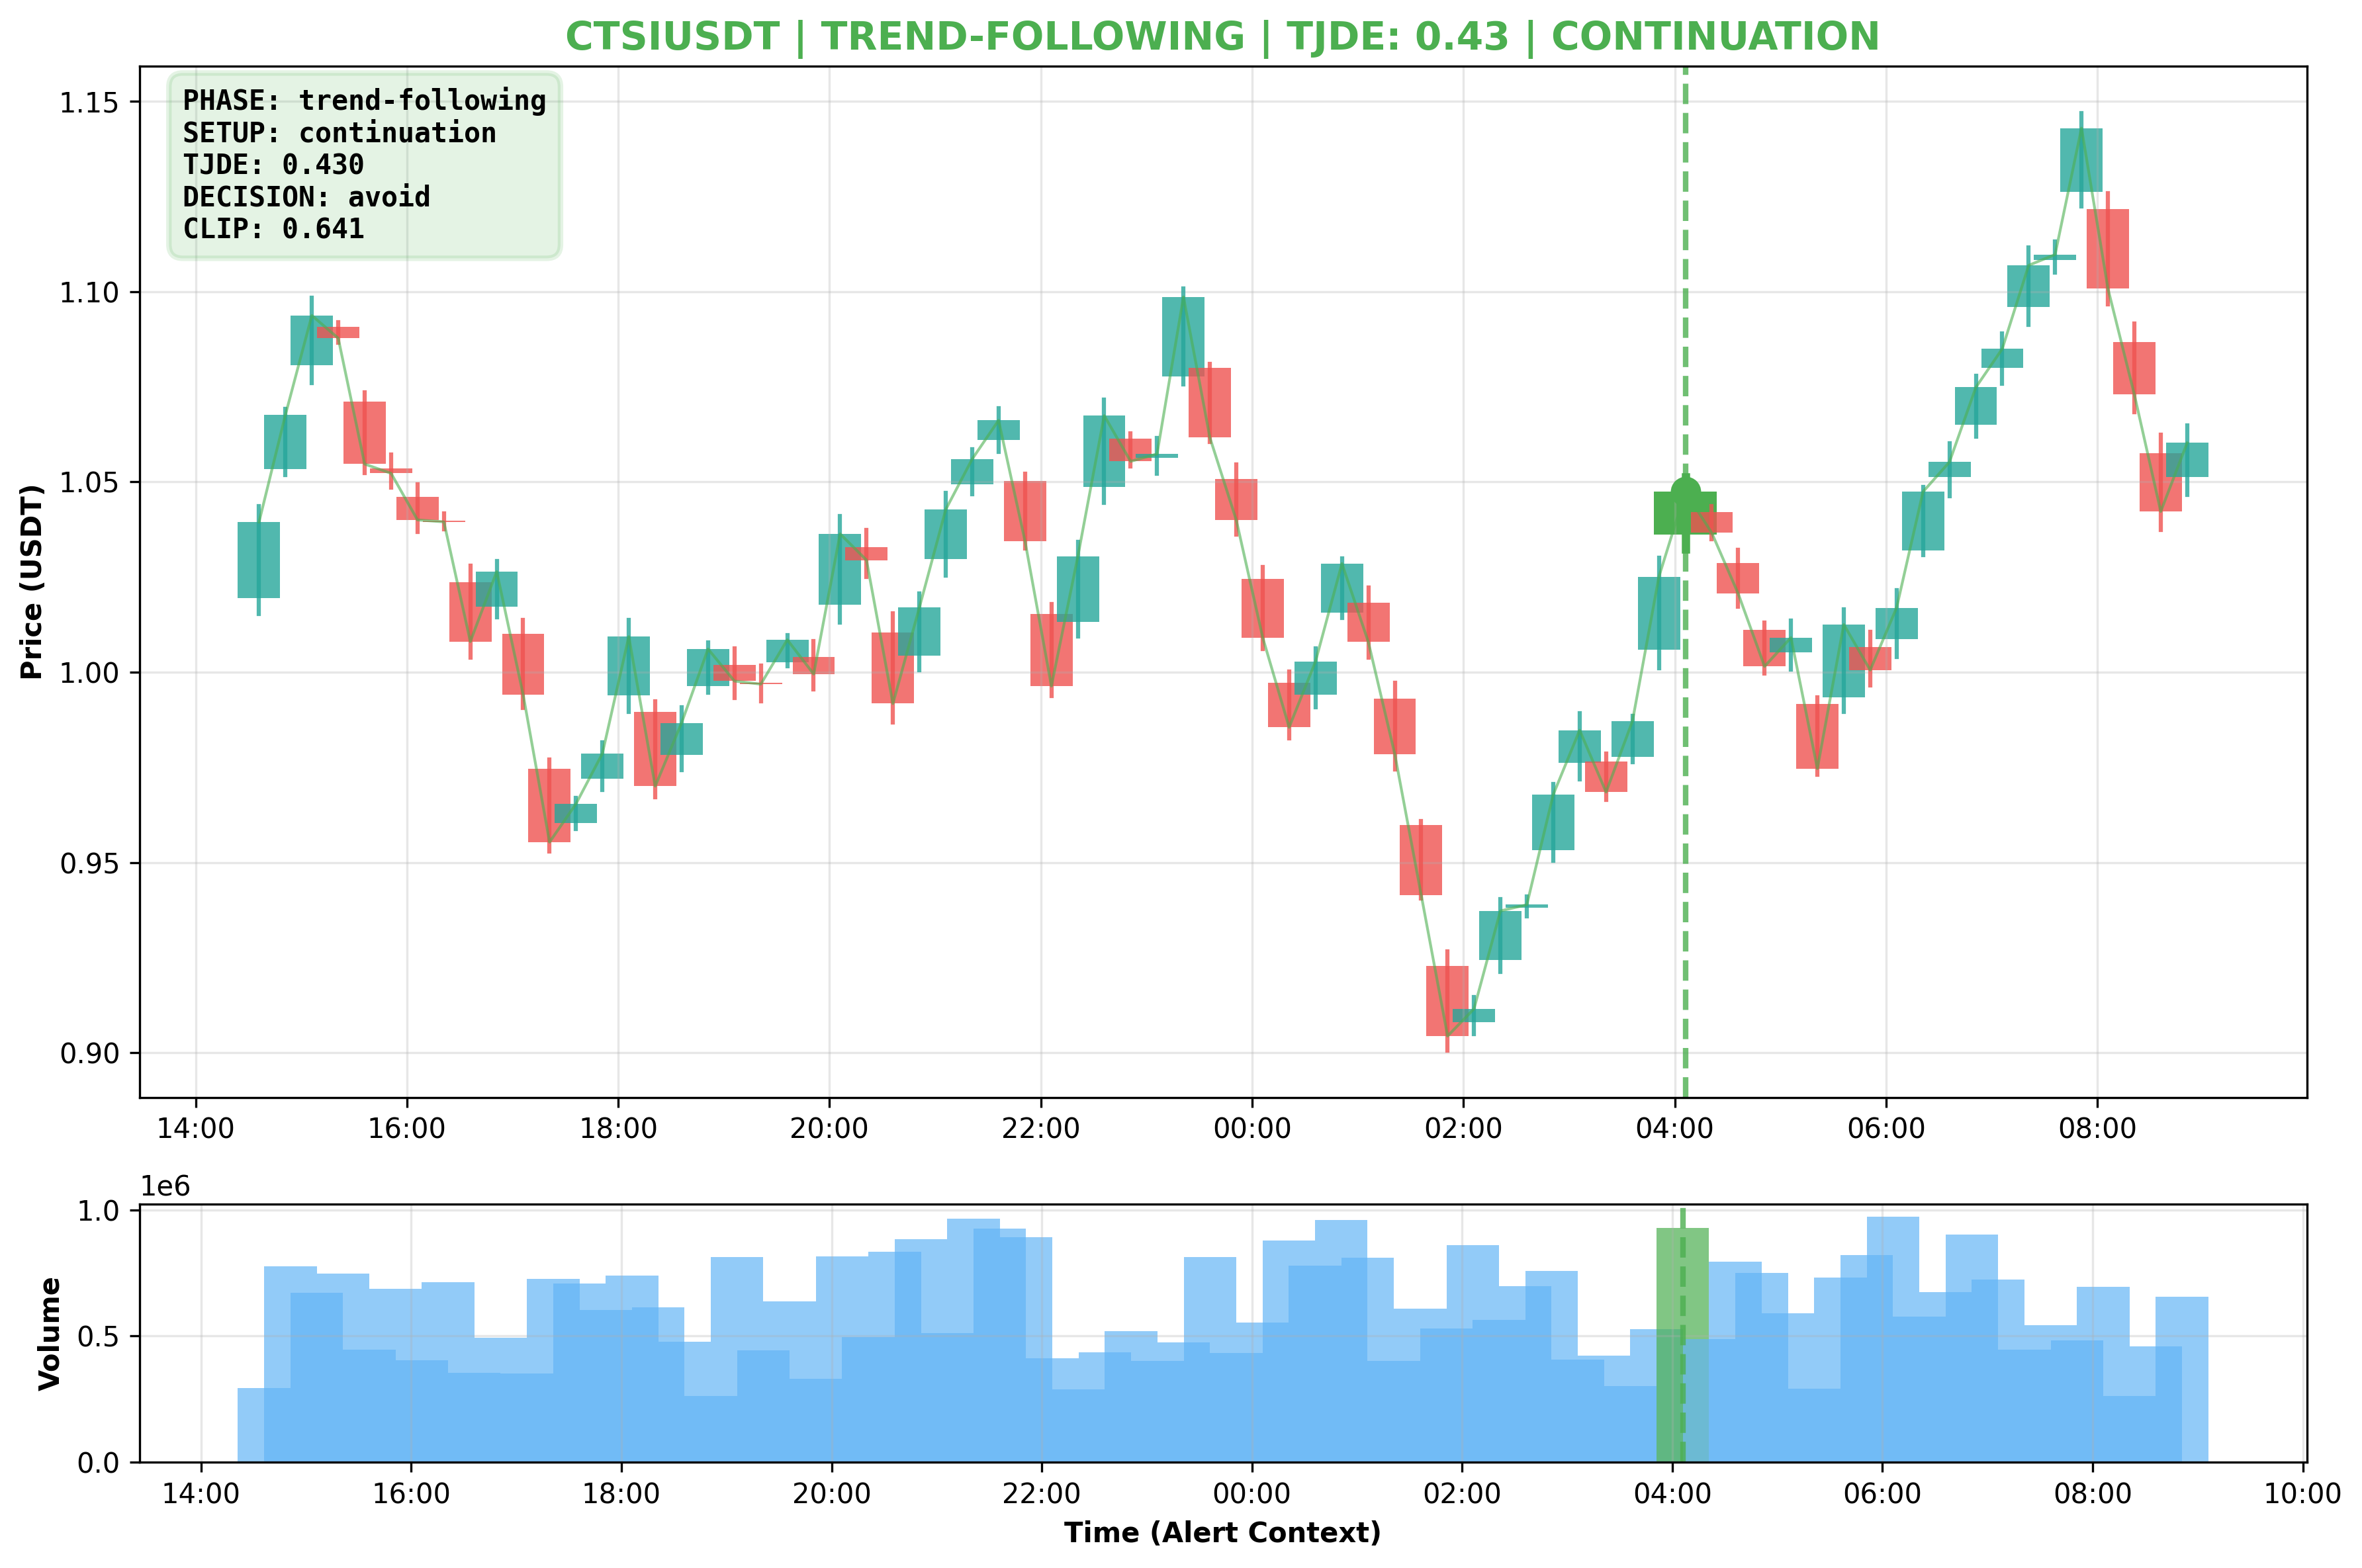 CTSIUSDT | TREND-FOLLOWING | TJDE: 0.43 | CONTINUATION
PHASE: trend-following
SETUP: continuation
TJDE: 0.430
DECISION: avoid
CLIP: 0.641
Price (USDT)
1.15
1.10
1.05
1.00
0.95
0.90
14:00 16:00 18:00 20:00 22:00 00:00 02:00 04:00 06:00 08:00
1e6
Volume
1.0
0.5
0.0
14:00 16:00 18:00 20:00 22:00 00:00 02:00 04:00 06:00 08:00 10:00
Time (Alert Context)